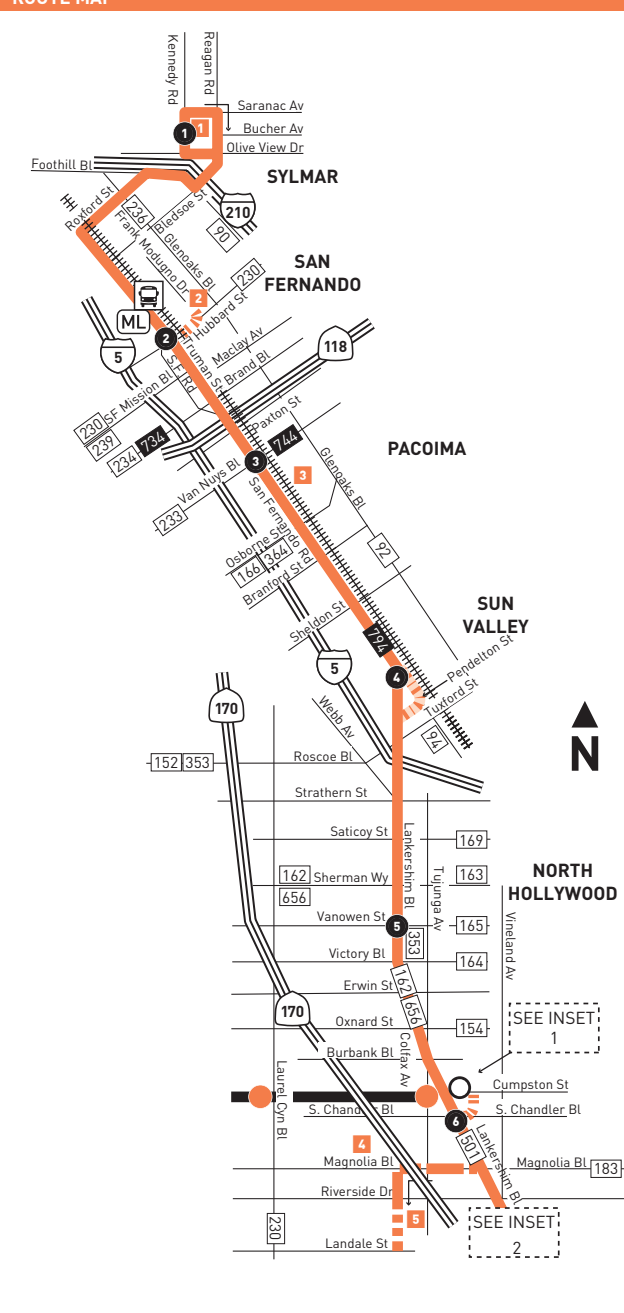 ROUTE MAP
Kennedy Rd
Reagan Rd
Saranac Av
1
1
Bucher Av
Olive View Dr
Foothill Bl
SYLMAR
Roxford St
236
Bledsoe St
210
90
Frank Modugno Dr
Glenoaks Bl
SAN
FERNANDO
230
2
Hubbard St
ML
2
5
118
Truman St
Maclay Av
S F Rd
Brand Bl
SF Mission Bl
230
239
234
734
Paxton St
744
3
PACOIMA
3
Van Nuys Bl
233
San Fernando Rd
Glenoaks Bl
Osborne St
166
364
92
Branford St
Sheldon St
SUN
VALLEY
794
Pendelton St
5
4
Tuxford St
94
170
Webb Av
N
152
353
Roscoe Bl
Strathern St
Saticoy St
Lankershim Bl
169
162
Sherman Wy
Tujunga Av
163
656
NORTH
HOLLYWOOD
Vanowen St
5
353
165
Vineland Av
Victory Bl
164
162
656
Erwin St
170
Oxnard St
154
SEE INSET
1
Burbank Bl
Colfax Av
Cumpston St
Laurel Cyn Bl
S. Chandler Bl
6
S. Chandler Bl
4
501
Lankershim Bl
Magnolia Bl
Magnolia Bl
183
Riverside Dr
5
230
SEE INSET
2
Landale St